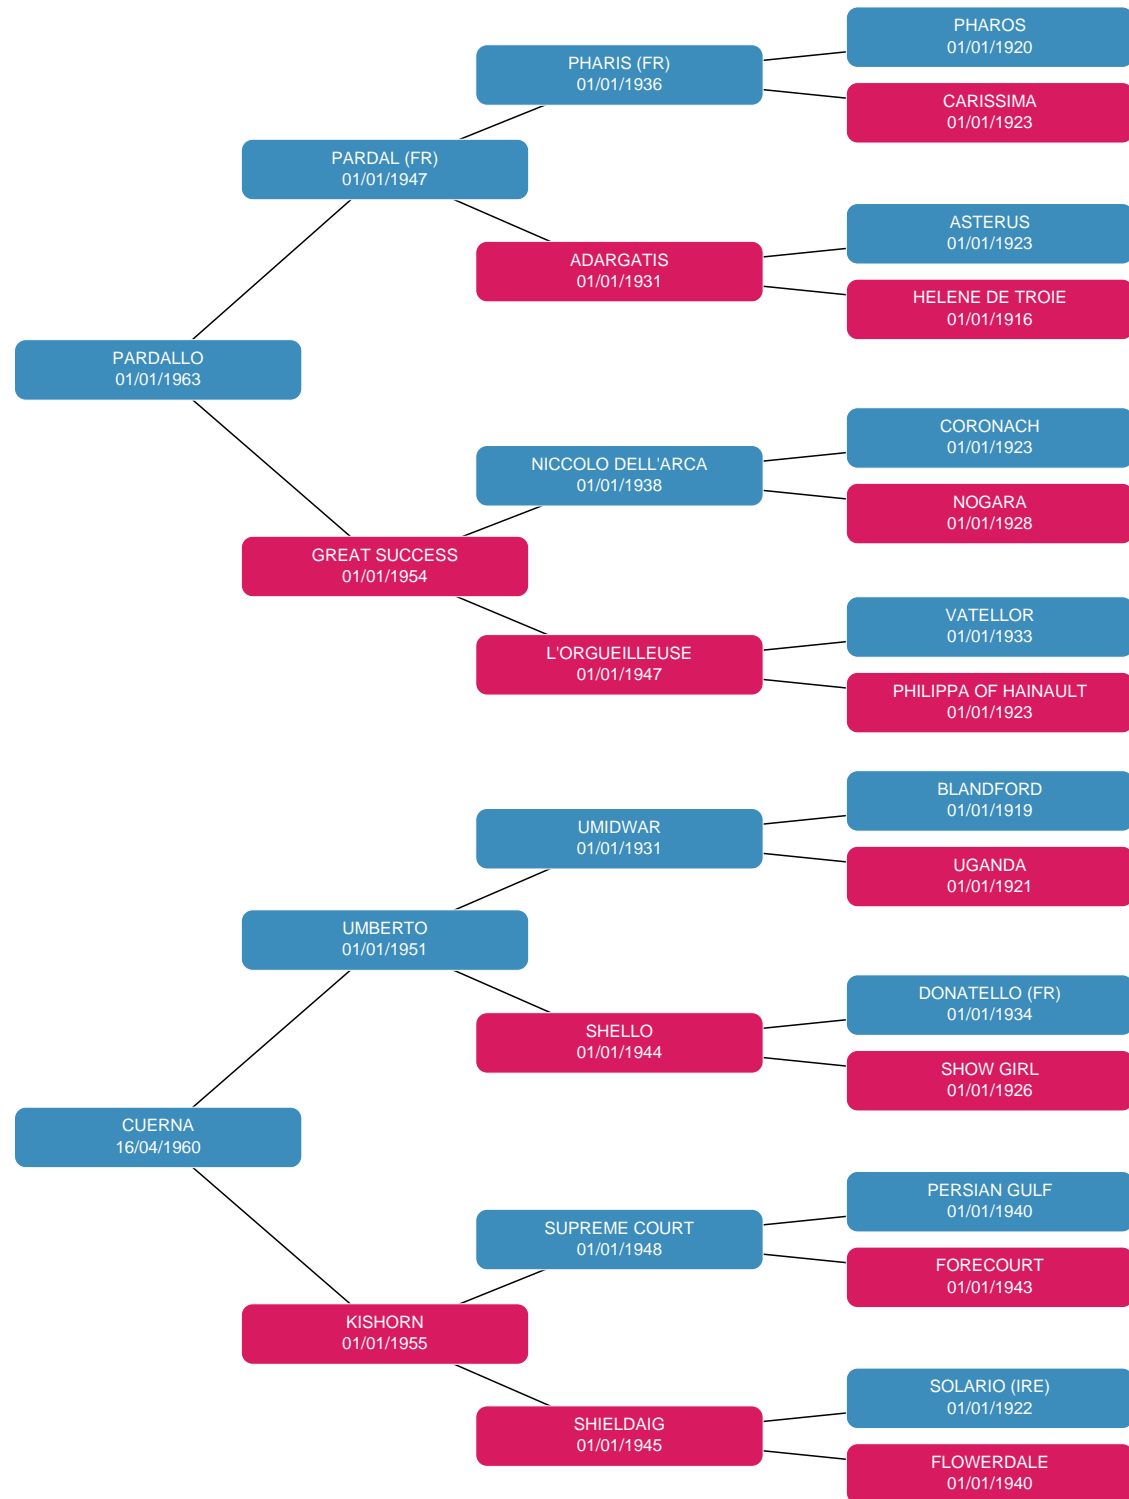 PHAROS
01/01/1920
PHARIS (FR)
01/01/1936
CARISSIMA
01/01/1923
PARDAL (FR)
01/01/1947
ASTERUS
01/01/1923
ADARGATIS
01/01/1931
HELENE DE TROIE
01/01/1916
PARDALLO
01/01/1963
CORONACH
01/01/1923
NICCOLO DELL'ARCA
01/01/1938
NOGARA
01/01/1928
GREAT SUCCESS
01/01/1954
VATELLOR
01/01/1933
L'ORGUEILLEUSE
01/01/1947
PHILIPPA OF HAINAULT
01/01/1923
BLANDFORD
01/01/1919
UMIDWAR
01/01/1931
UGANDA
01/01/1921
UMBERTO
01/01/1951
DONATELLO (FR)
01/01/1934
SHELLO
01/01/1944
SHOW GIRL
01/01/1926
CUERNA
16/04/1960
PERSIAN GULF
01/01/1940
SUPREME COURT
01/01/1948
FORECOURT
01/01/1943
KISHORN
01/01/1955
SOLARIO (IRE)
01/01/1922
SHIELDAIG
01/01/1945
FLOWERDALE
01/01/1940